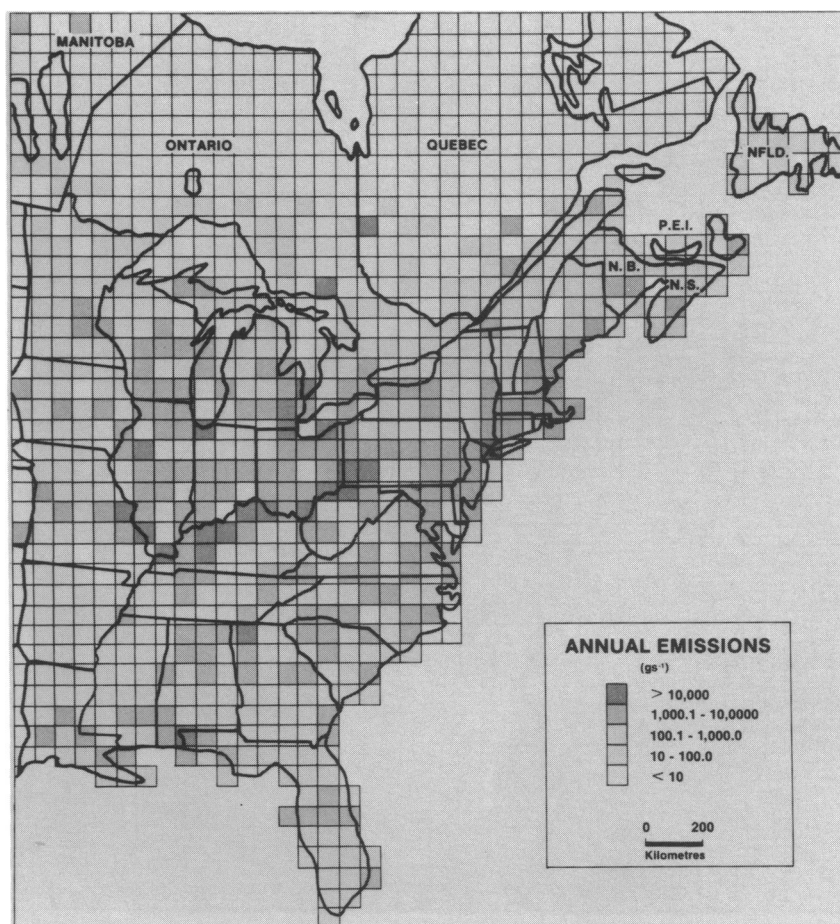 MANITOBA
ONTARIO
QUEBEC
NFLD.
P.E.I.
N. B.
N. S.
ANNUAL EMISSIONS
(gs⁻¹)
> 10,000
1,000.1 - 10,0000
100.1 - 1,000.0
10 - 100.0
< 10
0 200
Kilometres